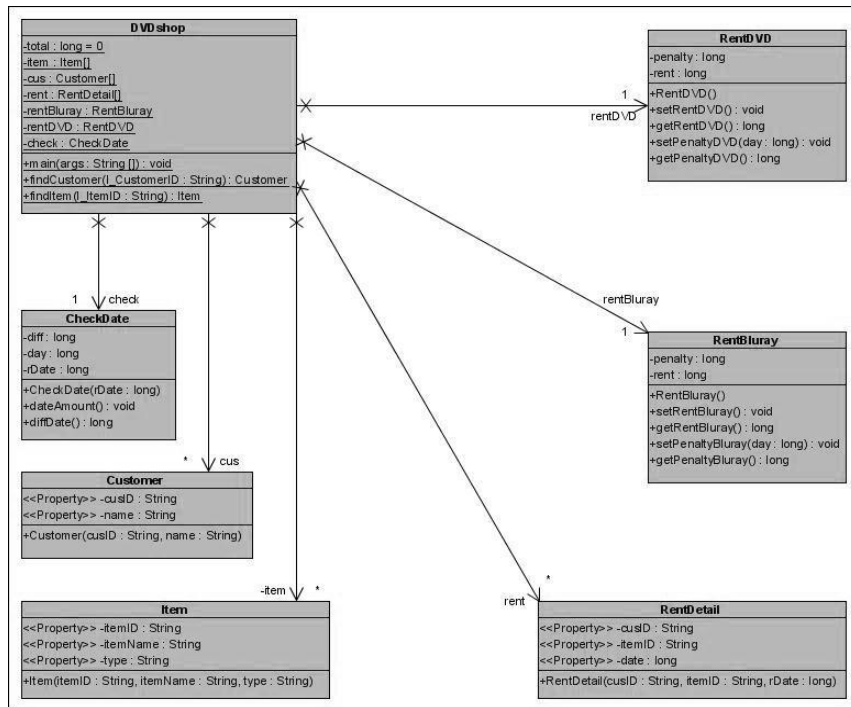 DVDshop
-total : long = 0
-item : Item[]
-cus : Customer[]
-rent : RentDetail[]
-rentBluray : RentBluray
-rentDVD : RentDVD
-check : CheckDate
+main(args : String []) : void
+findCustomer(l_CustomerID : String) : Customer
+findItem(l_ItemID : String) : Item
1
rentDVD
RentDVD
-penalty : long
-rent : long
+RentDVD()
+setRentDVD() : void
+getRentDVD() : long
+setPenaltyDVD(day : long) : void
+getPenaltyDVD() : long
1
check
CheckDate
-diff : long
-day : long
-rDate : long
+CheckDate(rDate : long)
+dateAmount() : void
+diffDate() : long
rentBluray
1
RentBluray
-penalty : long
-rent : long
+RentBluray()
+setRentBluray() : void
+getRentBluray() : long
+setPenaltyBluray(day : long) : void
+getPenaltyBluray() : long
*
cus
Customer
<<Property>> -cusID : String
<<Property>> -name : String
+Customer(cusID : String, name : String)
-item
*
Item
<<Property>> -itemID : String
<<Property>> -itemName : String
<<Property>> -type : String
+Item(itemID : String, itemName : String, type : String)
*
rent
RentDetail
<<Property>> -cusID : String
<<Property>> -itemID : String
<<Property>> -date : long
+RentDetail(cusID : String, itemID : String, rDate : long)